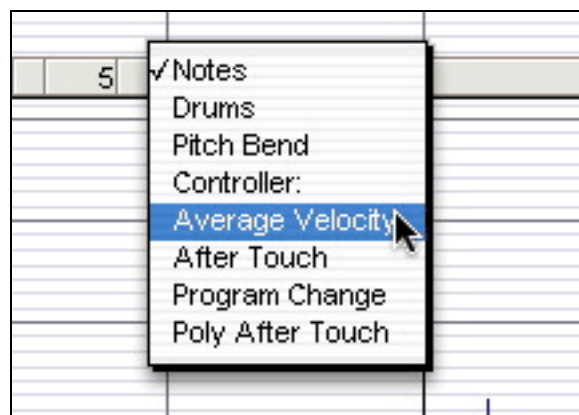 5
✓Notes
Drums
Pitch Bend
Controller:
Average Velocity
After Touch
Program Change
Poly After Touch